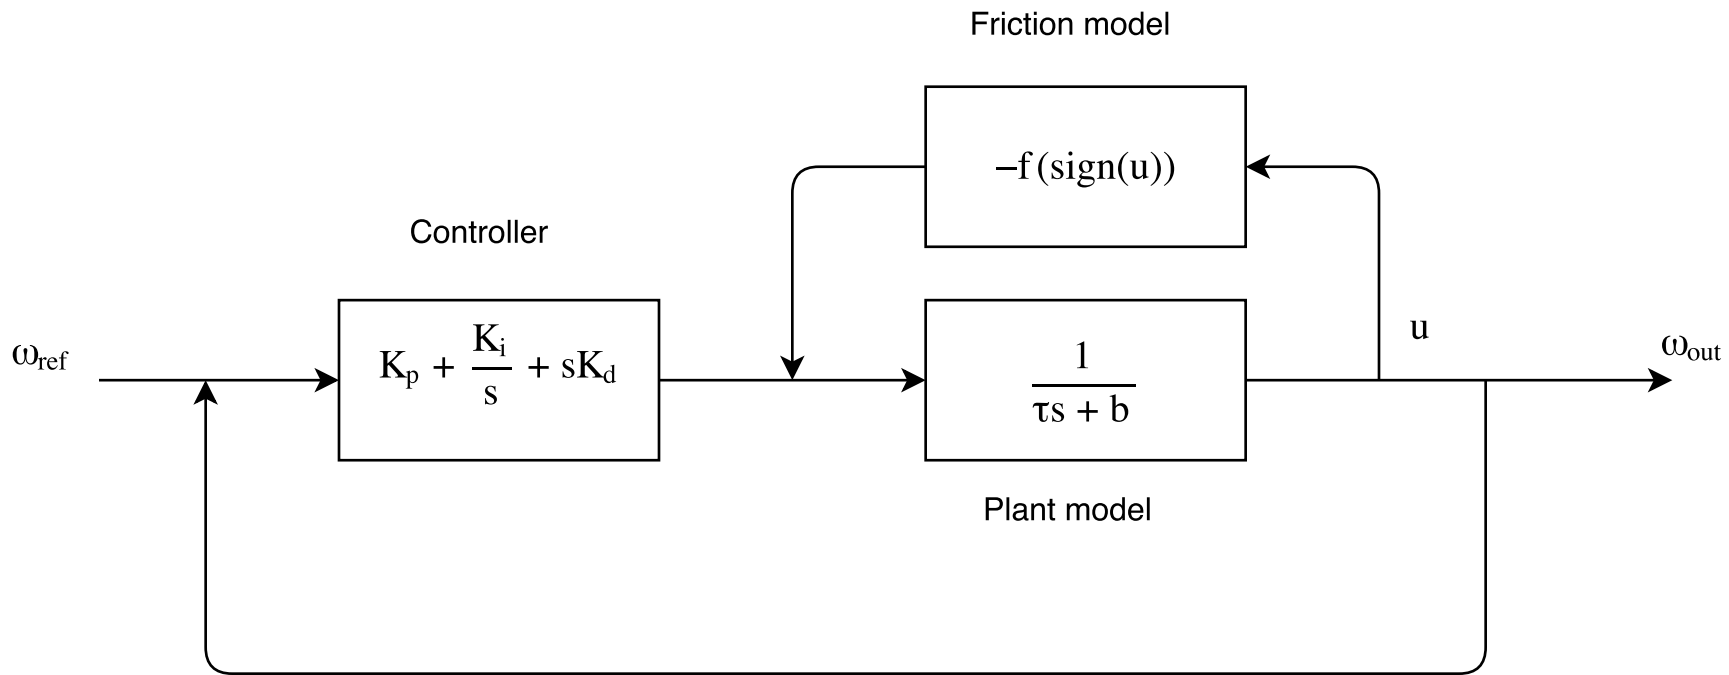 Friction model
−f (sign(u))
Controller
ω_ref
K_p + K_i/s + sK_d
1/(τs + b)
u
ω_out
Plant model